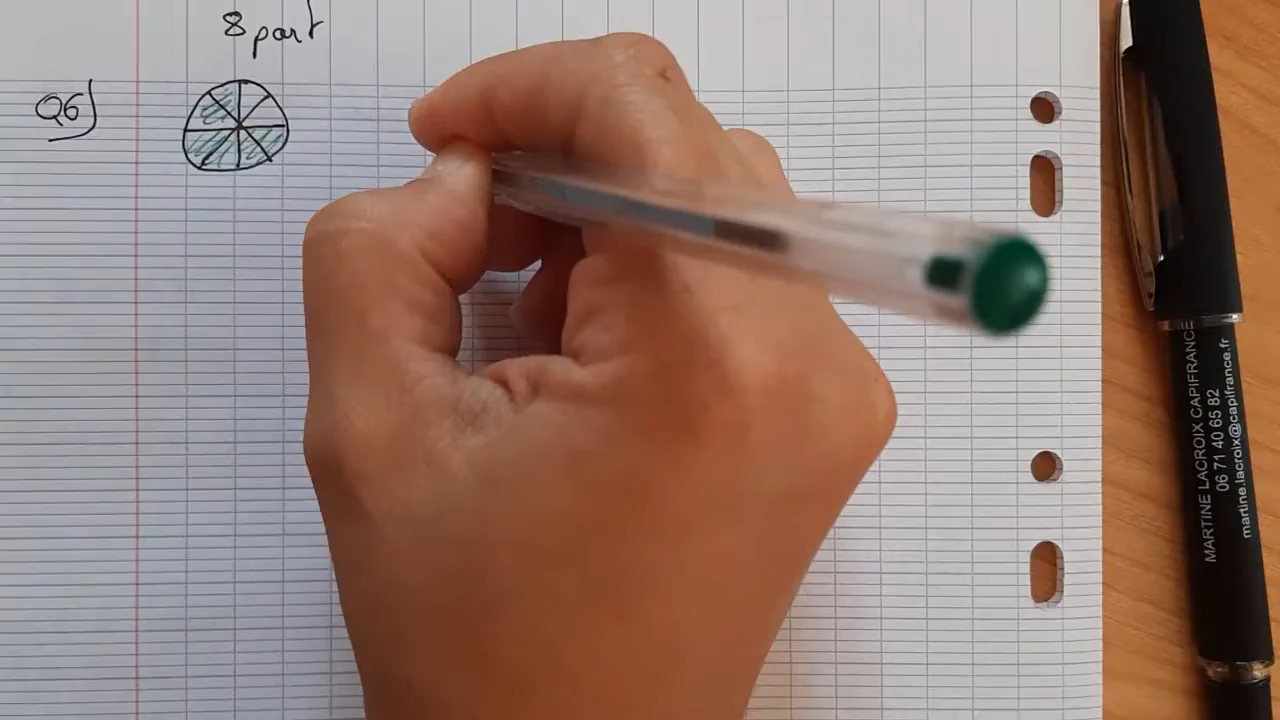 8 part
Q6)
MARTINE LACROIX CAPIFRANCE
06 71 40 65 82
martine.lacroix@capifrance.fr